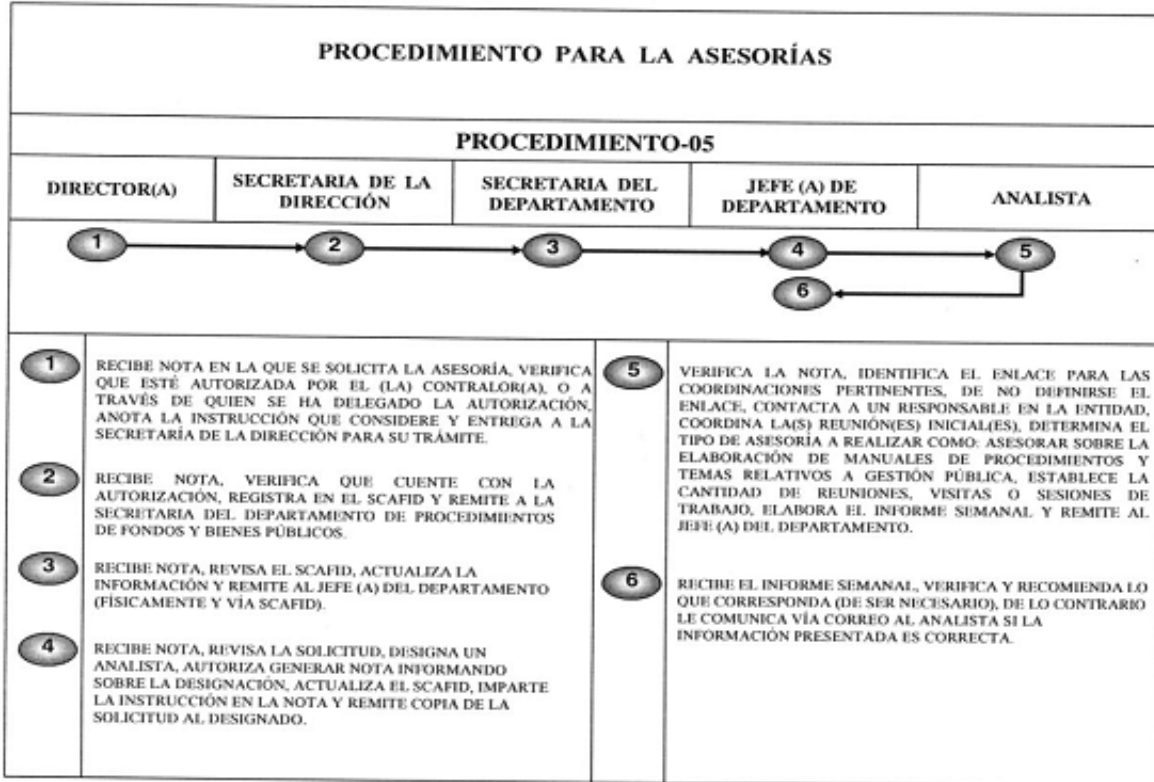 PROCEDIMIENTO PARA LA ASESORÍAS
PROCEDIMIENTO-05
DIRECTOR(A)
SECRETARIA DE LA
DIRECCIÓN
SECRETARIA DEL
DEPARTAMENTO
JEFE (A) DE
DEPARTAMENTO
ANALISTA
1
2
3
4
5
6
1
RECIBE NOTA EN LA QUE SE SOLICITA LA ASESORÍA, VERIFICA
QUE ESTÉ AUTORIZADA POR EL (LA) CONTRALOR(A), O A
TRAVÉS DE QUIEN SE HA DELEGADO LA AUTORIZACIÓN,
ANOTA LA INSTRUCCIÓN QUE CONSIDERE Y ENTREGA A LA
SECRETARÍA DE LA DIRECCIÓN PARA SU TRÁMITE.
2
RECIBE NOTA, VERIFICA QUE CUENTE CON LA
AUTORIZACIÓN, REGISTRA EN EL SCAFID Y REMITE A LA
SECRETARIA DEL DEPARTAMENTO DE PROCEDIMIENTOS
DE FONDOS Y BIENES PÚBLICOS.
3
RECIBE NOTA, REVISA EL SCAFID, ACTUALIZA LA
INFORMACIÓN Y REMITE AL JEFE (A) DEL DEPARTAMENTO
(FÍSICAMENTE Y VÍA SCAFID).
4
RECIBE NOTA, REVISA LA SOLICITUD, DESIGNA UN
ANALISTA, AUTORIZA GENERAR NOTA INFORMANDO
SOBRE LA DESIGNACIÓN, ACTUALIZA EL SCAFID, IMPARTE
LA INSTRUCCIÓN EN LA NOTA Y REMITE COPIA DE LA
SOLICITUD AL DESIGNADO.
5
VERIFICA LA NOTA, IDENTIFICA EL ENLACE PARA LAS
COORDINACIONES PERTINENTES, DE NO DEFINIRSE EL
ENLACE, CONTACTA A UN RESPONSABLE EN LA ENTIDAD,
COORDINA LA(S) REUNIÓN(ES) INICIAL(ES), DETERMINA EL
TIPO DE ASESORÍA A REALIZAR COMO: ASESORAR SOBRE LA
ELABORACIÓN DE MANUALES DE PROCEDIMIENTOS Y
TEMAS RELATIVOS A GESTIÓN PÚBLICA, ESTABLECE LA
CANTIDAD DE REUNIONES, VISITAS O SESIONES DE
TRABAJO, ELABORA EL INFORME SEMANAL Y REMITE AL
JEFE (A) DEL DEPARTAMENTO.
6
RECIBE EL INFORME SEMANAL, VERIFICA Y RECOMIENDA LO
QUE CORRESPONDA (DE SER NECESARIO), DE LO CONTRARIO
LE COMUNICA VÍA CORREO AL ANALISTA SI LA
INFORMACIÓN PRESENTADA ES CORRECTA.